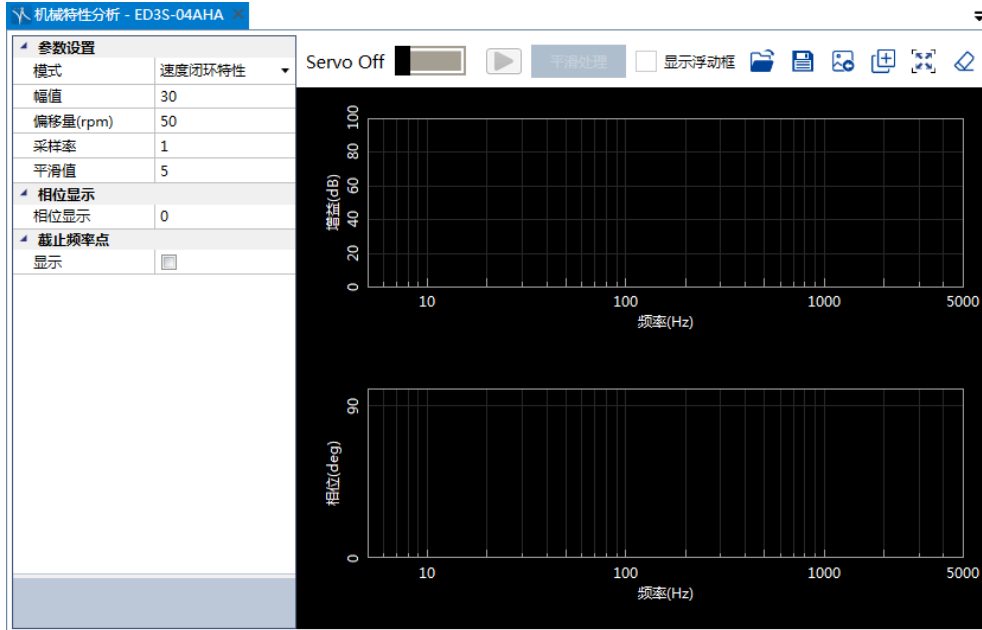 机械特性分析 - ED3S-04AHA
参数设置
模式 速度闭环特性
幅值 30
偏移量(rpm) 50
采样率 1
平滑值 5
相位显示
相位显示 0
截止频率点
显示
Servo Off 平滑处理 显示浮动框
增益(dB)
100
80
60
40
20
0
10 100 1000 5000
频率(Hz)
相位(deg)
90
0
10 100 1000 5000
频率(Hz)